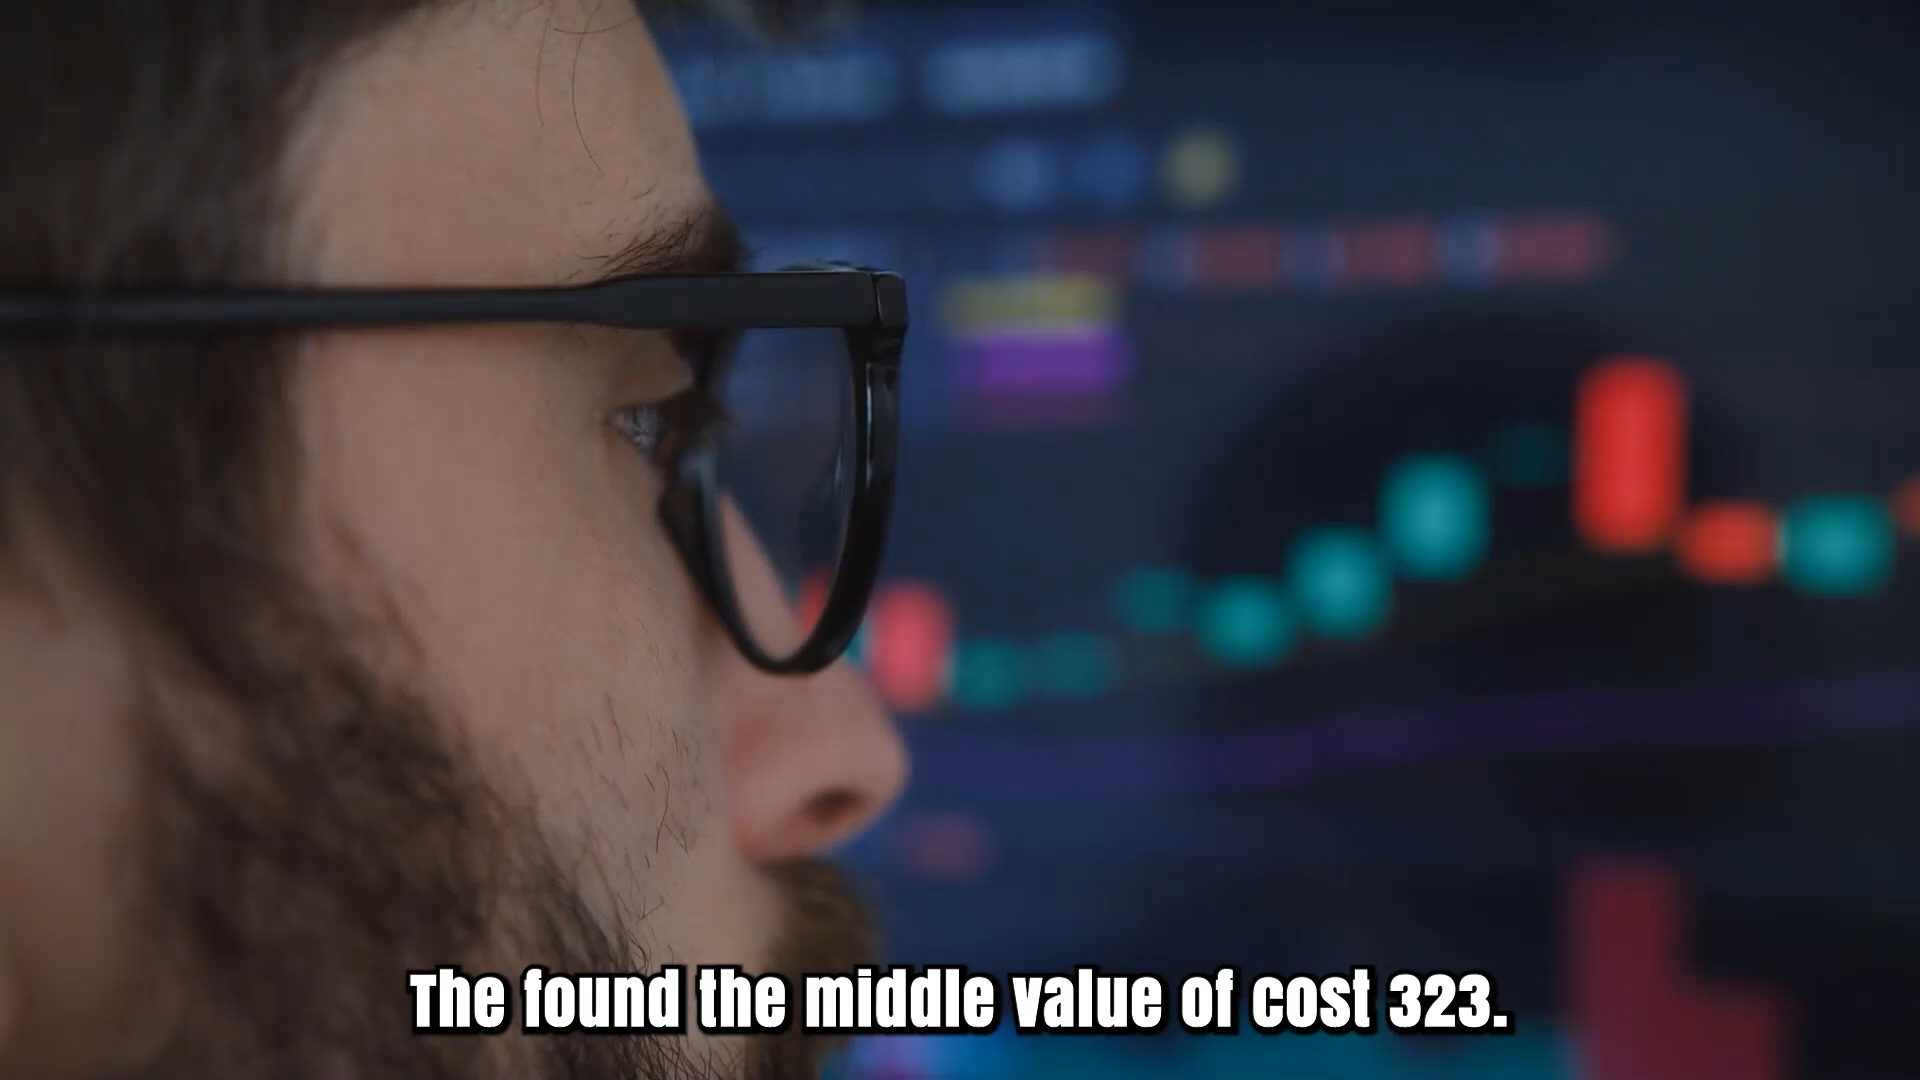 The found the middle value of cost 323.